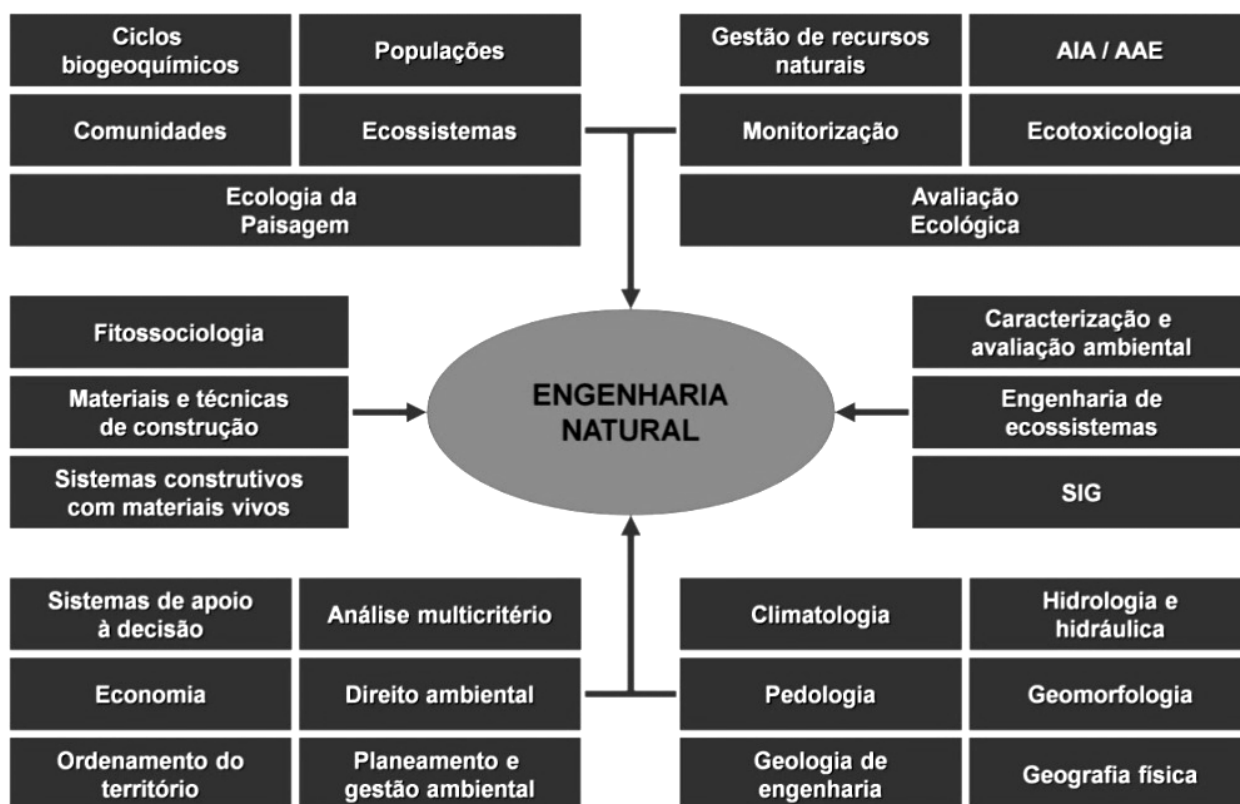 Ciclos
biogeoquímicos
Populações
Comunidades
Ecossistemas
Ecologia da
Paisagem
Gestão de recursos
naturais
AIA / AAE
Monitorização
Ecotoxicologia
Avaliação
Ecológica
Fitossociologia
Materiais e técnicas
de construção
Sistemas construtivos
com materiais vivos
ENGENHARIA
NATURAL
Caracterização e
avaliação ambiental
Engenharia de
ecossistemas
SIG
Sistemas de apoio
à decisão
Análise multicritério
Economia
Direito ambiental
Ordenamento do
território
Planeamento e
gestão ambiental
Climatologia
Hidrologia e
hidráulica
Pedologia
Geomorfologia
Geologia de
engenharia
Geografia física